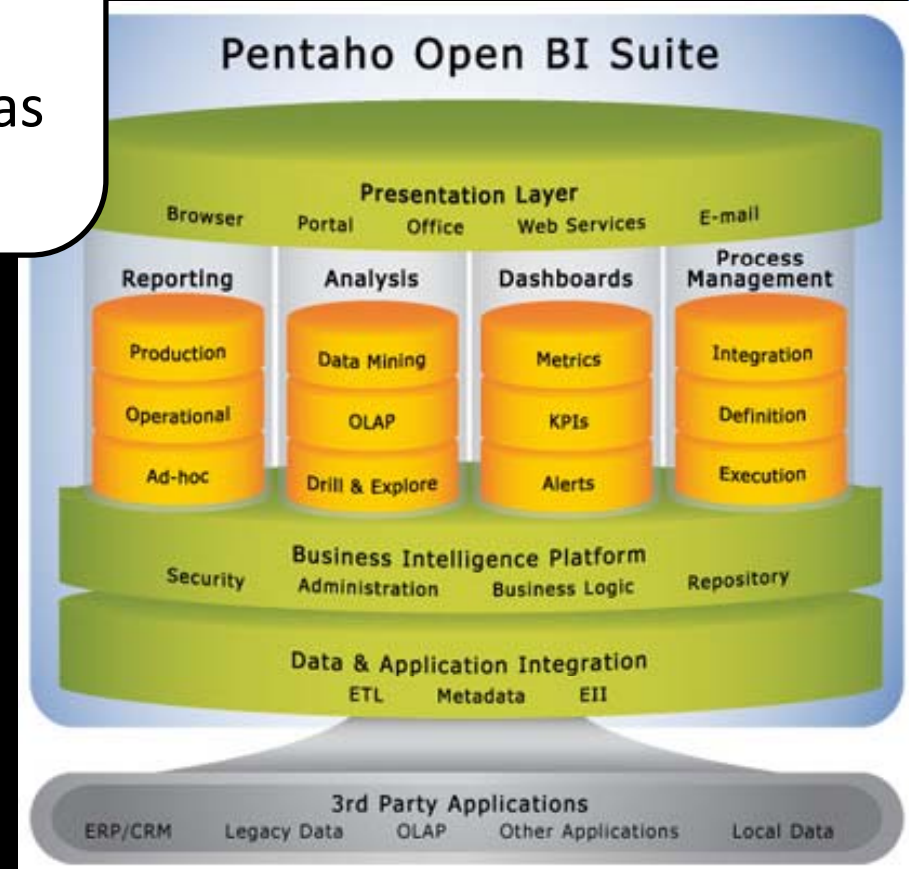 as
Pentaho Open BI Suite
Presentation Layer
Browser Portal Office Web Services E-mail
Reporting Analysis Dashboards Process Management
Production Data Mining Metrics Integration
Operational OLAP KPIs Definition
Ad-hoc Drill & Explore Alerts Execution
Business Intelligence Platform
Security Administration Business Logic Repository
Data & Application Integration
ETL Metadata EII
3rd Party Applications
ERP/CRM Legacy Data OLAP Other Applications Local Data